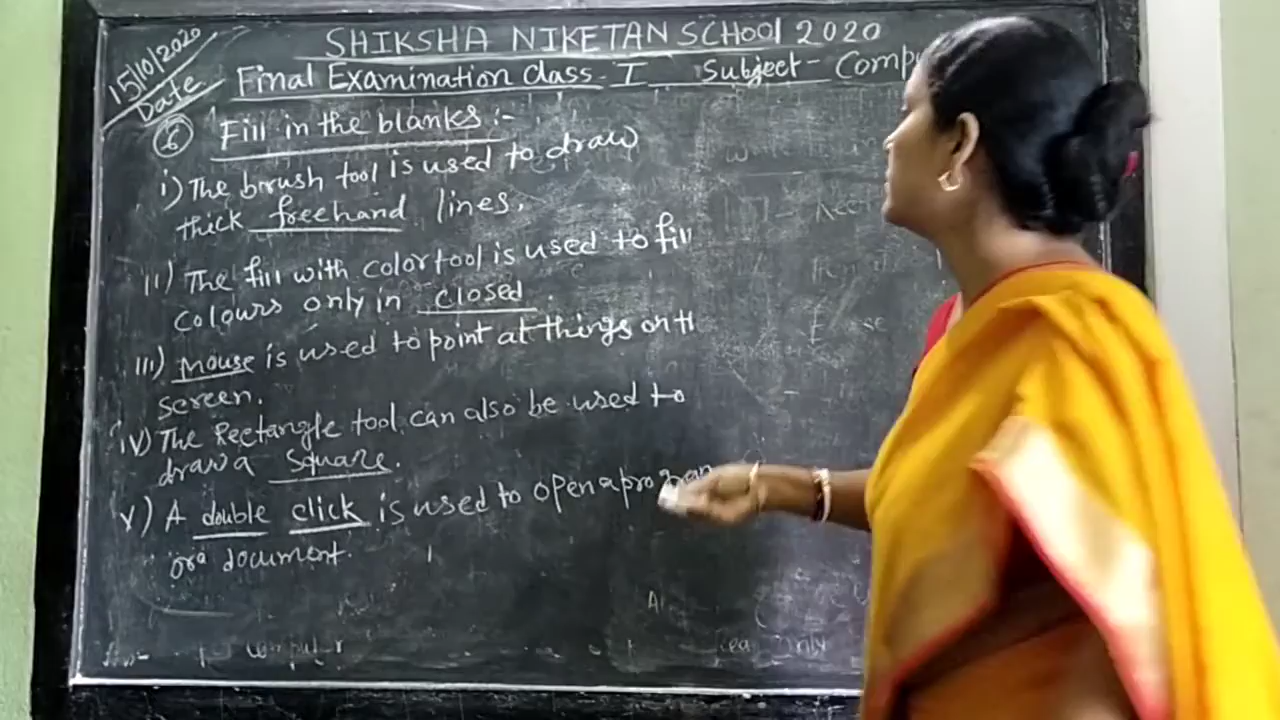 15/10/2020
Date
SHIKSHA NIKETAN SCHOOL 2020
Final Examination Class - I Subject - Comp
6 Fill in the blanks :-
i) The brush tool is used to draw
thick freehand lines.
ii) The fill with color tool is used to fill
colours only in closed.
iii) Mouse is used to point at things on th
screen.
iv) The Rectangle tool can also be used to
draw a square.
v) A double click is used to open a program
or a document.
computer